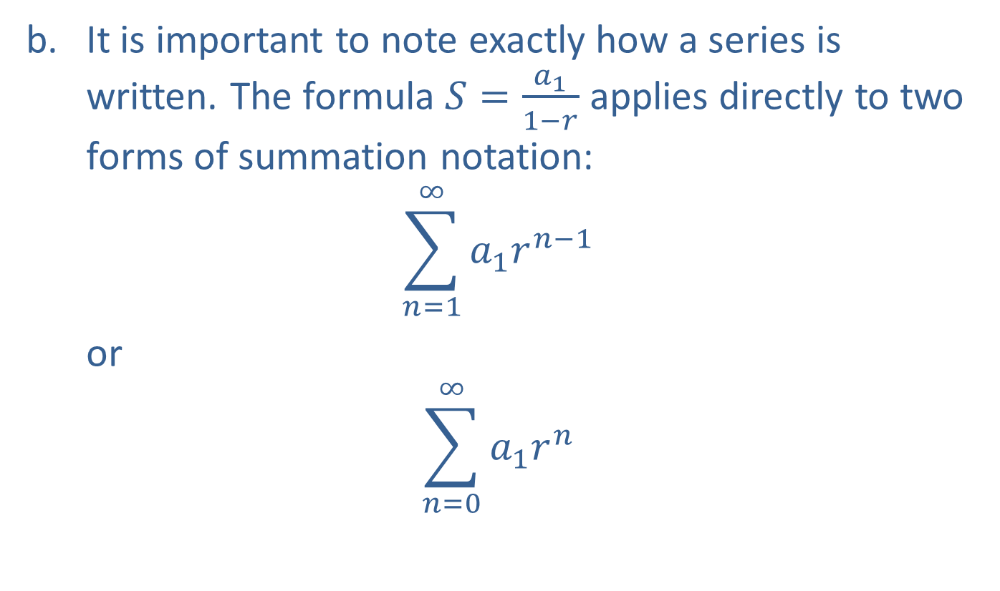 b. It is important to note exactly how a series is
written. The formula $S = \frac{a_1}{1-r}$ applies directly to two
forms of summation notation:
$\sum_{n=1}^{\infty} a_1 r^{n-1}$
or
$\sum_{n=0}^{\infty} a_1 r^n$